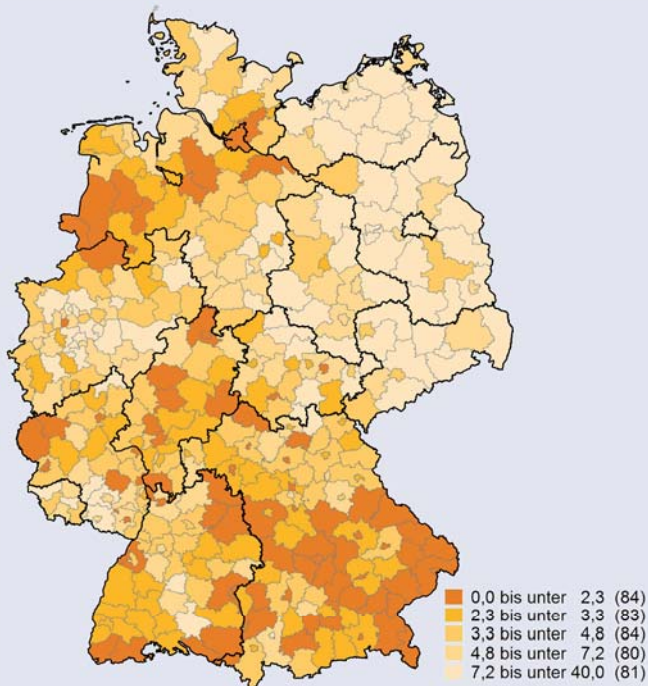 0,0 bis unter 2,3 (84)
2,3 bis unter 3,3 (83)
3,3 bis unter 4,8 (84)
4,8 bis unter 7,2 (80)
7,2 bis unter 40,0 (81)